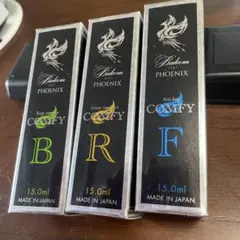 PHOENIX
COMFY
B
15.0ml
MADE IN JAPAN
PHOENIX
COMFY
R
15.0ml
MADE IN JAPAN
PHOENIX
COMFY
F
15.0ml
MADE IN JAPAN